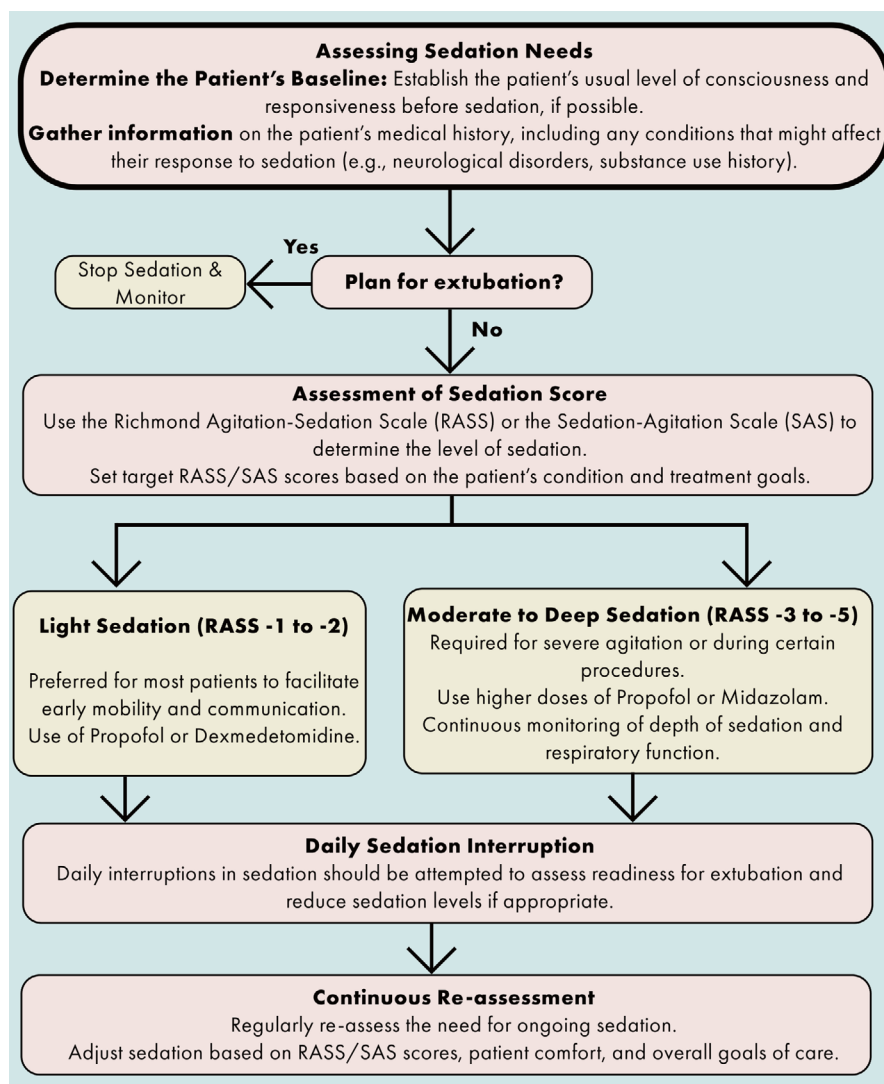 Assessing Sedation Needs
Determine the Patient's Baseline: Establish the patient's usual level of consciousness and
responsiveness before sedation, if possible.
Gather information on the patient's medical history, including any conditions that might affect
their response to sedation (e.g., neurological disorders, substance use history).
Yes
Stop Sedation &
Monitor
Plan for extubation?
No
Assessment of Sedation Score
Use the Richmond Agitation-Sedation Scale (RASS) or the Sedation-Agitation Scale (SAS) to
determine the level of sedation.
Set target RASS/SAS scores based on the patient's condition and treatment goals.
Light Sedation (RASS -1 to -2)
Preferred for most patients to facilitate
early mobility and communication.
Use of Propofol or Dexmedetomidine.
Moderate to Deep Sedation (RASS -3 to -5)
Required for severe agitation or during certain
procedures.
Use higher doses of Propofol or Midazolam.
Continuous monitoring of depth of sedation and
respiratory function.
Daily Sedation Interruption
Daily interruptions in sedation should be attempted to assess readiness for extubation and
reduce sedation levels if appropriate.
Continuous Re-assessment
Regularly re-assess the need for ongoing sedation.
Adjust sedation based on RASS/SAS scores, patient comfort, and overall goals of care.